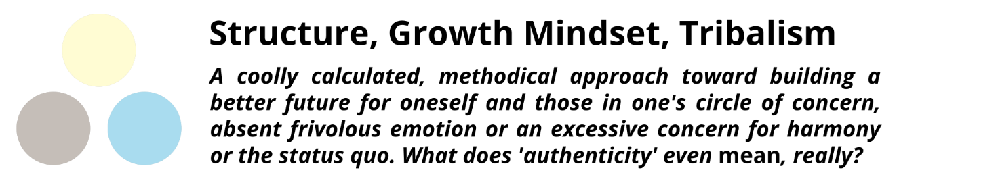 Structure, Growth Mindset, Tribalism
A coolly calculated, methodical approach toward building a
better future for oneself and those in one's circle of concern,
absent frivolous emotion or an excessive concern for harmony
or the status quo. What does 'authenticity' even mean, really?